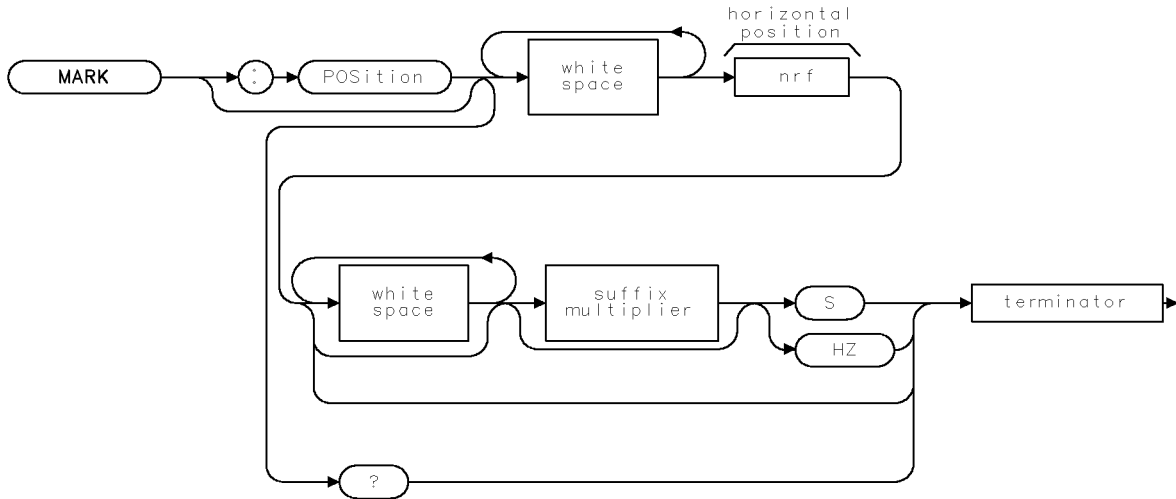 horizontal
position
MARK
:
POSition
white
space
nrf
white
space
suffix
multiplier
S
HZ
terminator
?